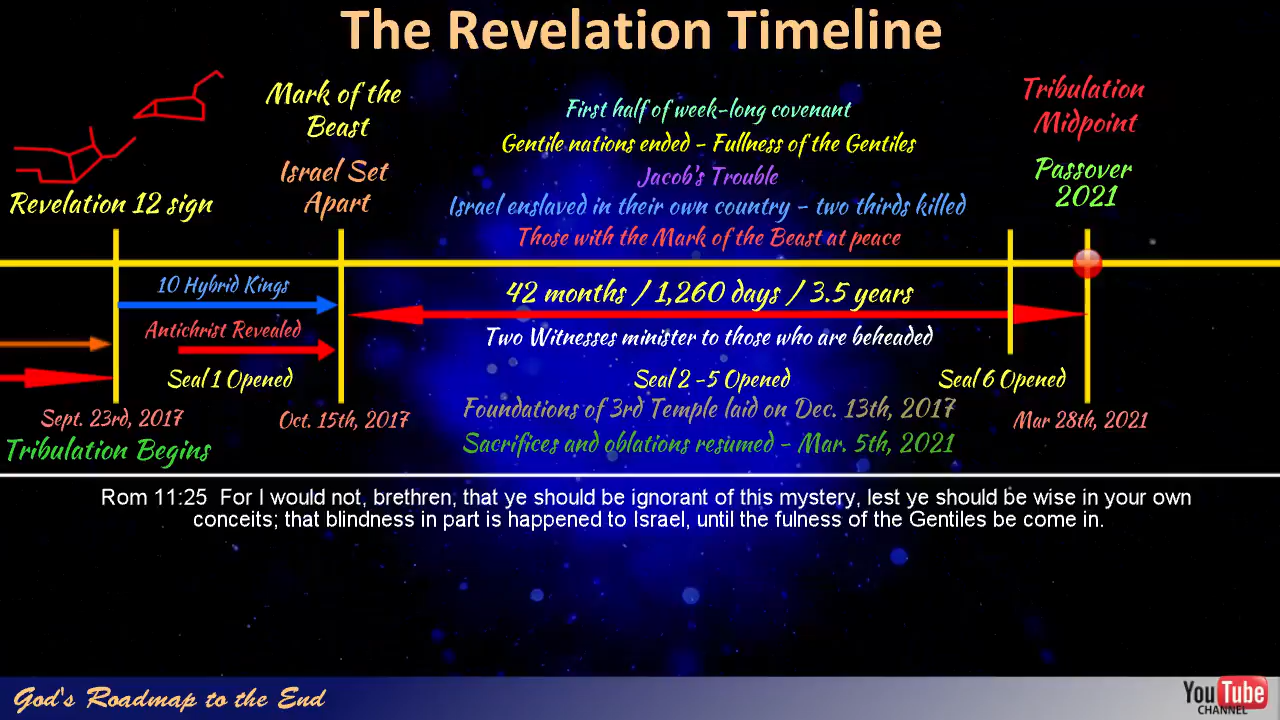 The Revelation Timeline
Revelation 12 sign
Mark of the
Beast
Israel Set
Apart
First half of week-long covenant
Gentile nations ended - Fullness of the Gentiles
Jacob's Trouble
Israel enslaved in their own country - two thirds killed
Those with the Mark of the Beast at peace
Tribulation
Midpoint
Passover
2021
10 Hybrid Kings
Antichrist Revealed
Seal 1 Opened
42 months / 1,260 days / 3.5 years
Two Witnesses minister to those who are beheaded
Seal 2 -5 Opened
Seal 6 Opened
Sept. 23rd, 2017
Tribulation Begins
Oct. 15th, 2017
Foundations of 3rd Temple laid on Dec. 13th, 2017
Sacrifices and oblations resumed - Mar. 5th, 2021
Mar 28th, 2021
Rom 11:25 For I would not, brethren, that ye should be ignorant of this mystery, lest ye should be wise in your own
conceits; that blindness in part is happened to Israel, until the fulness of the Gentiles be come in.
God's Roadmap to the End
YouTube
CHANNEL